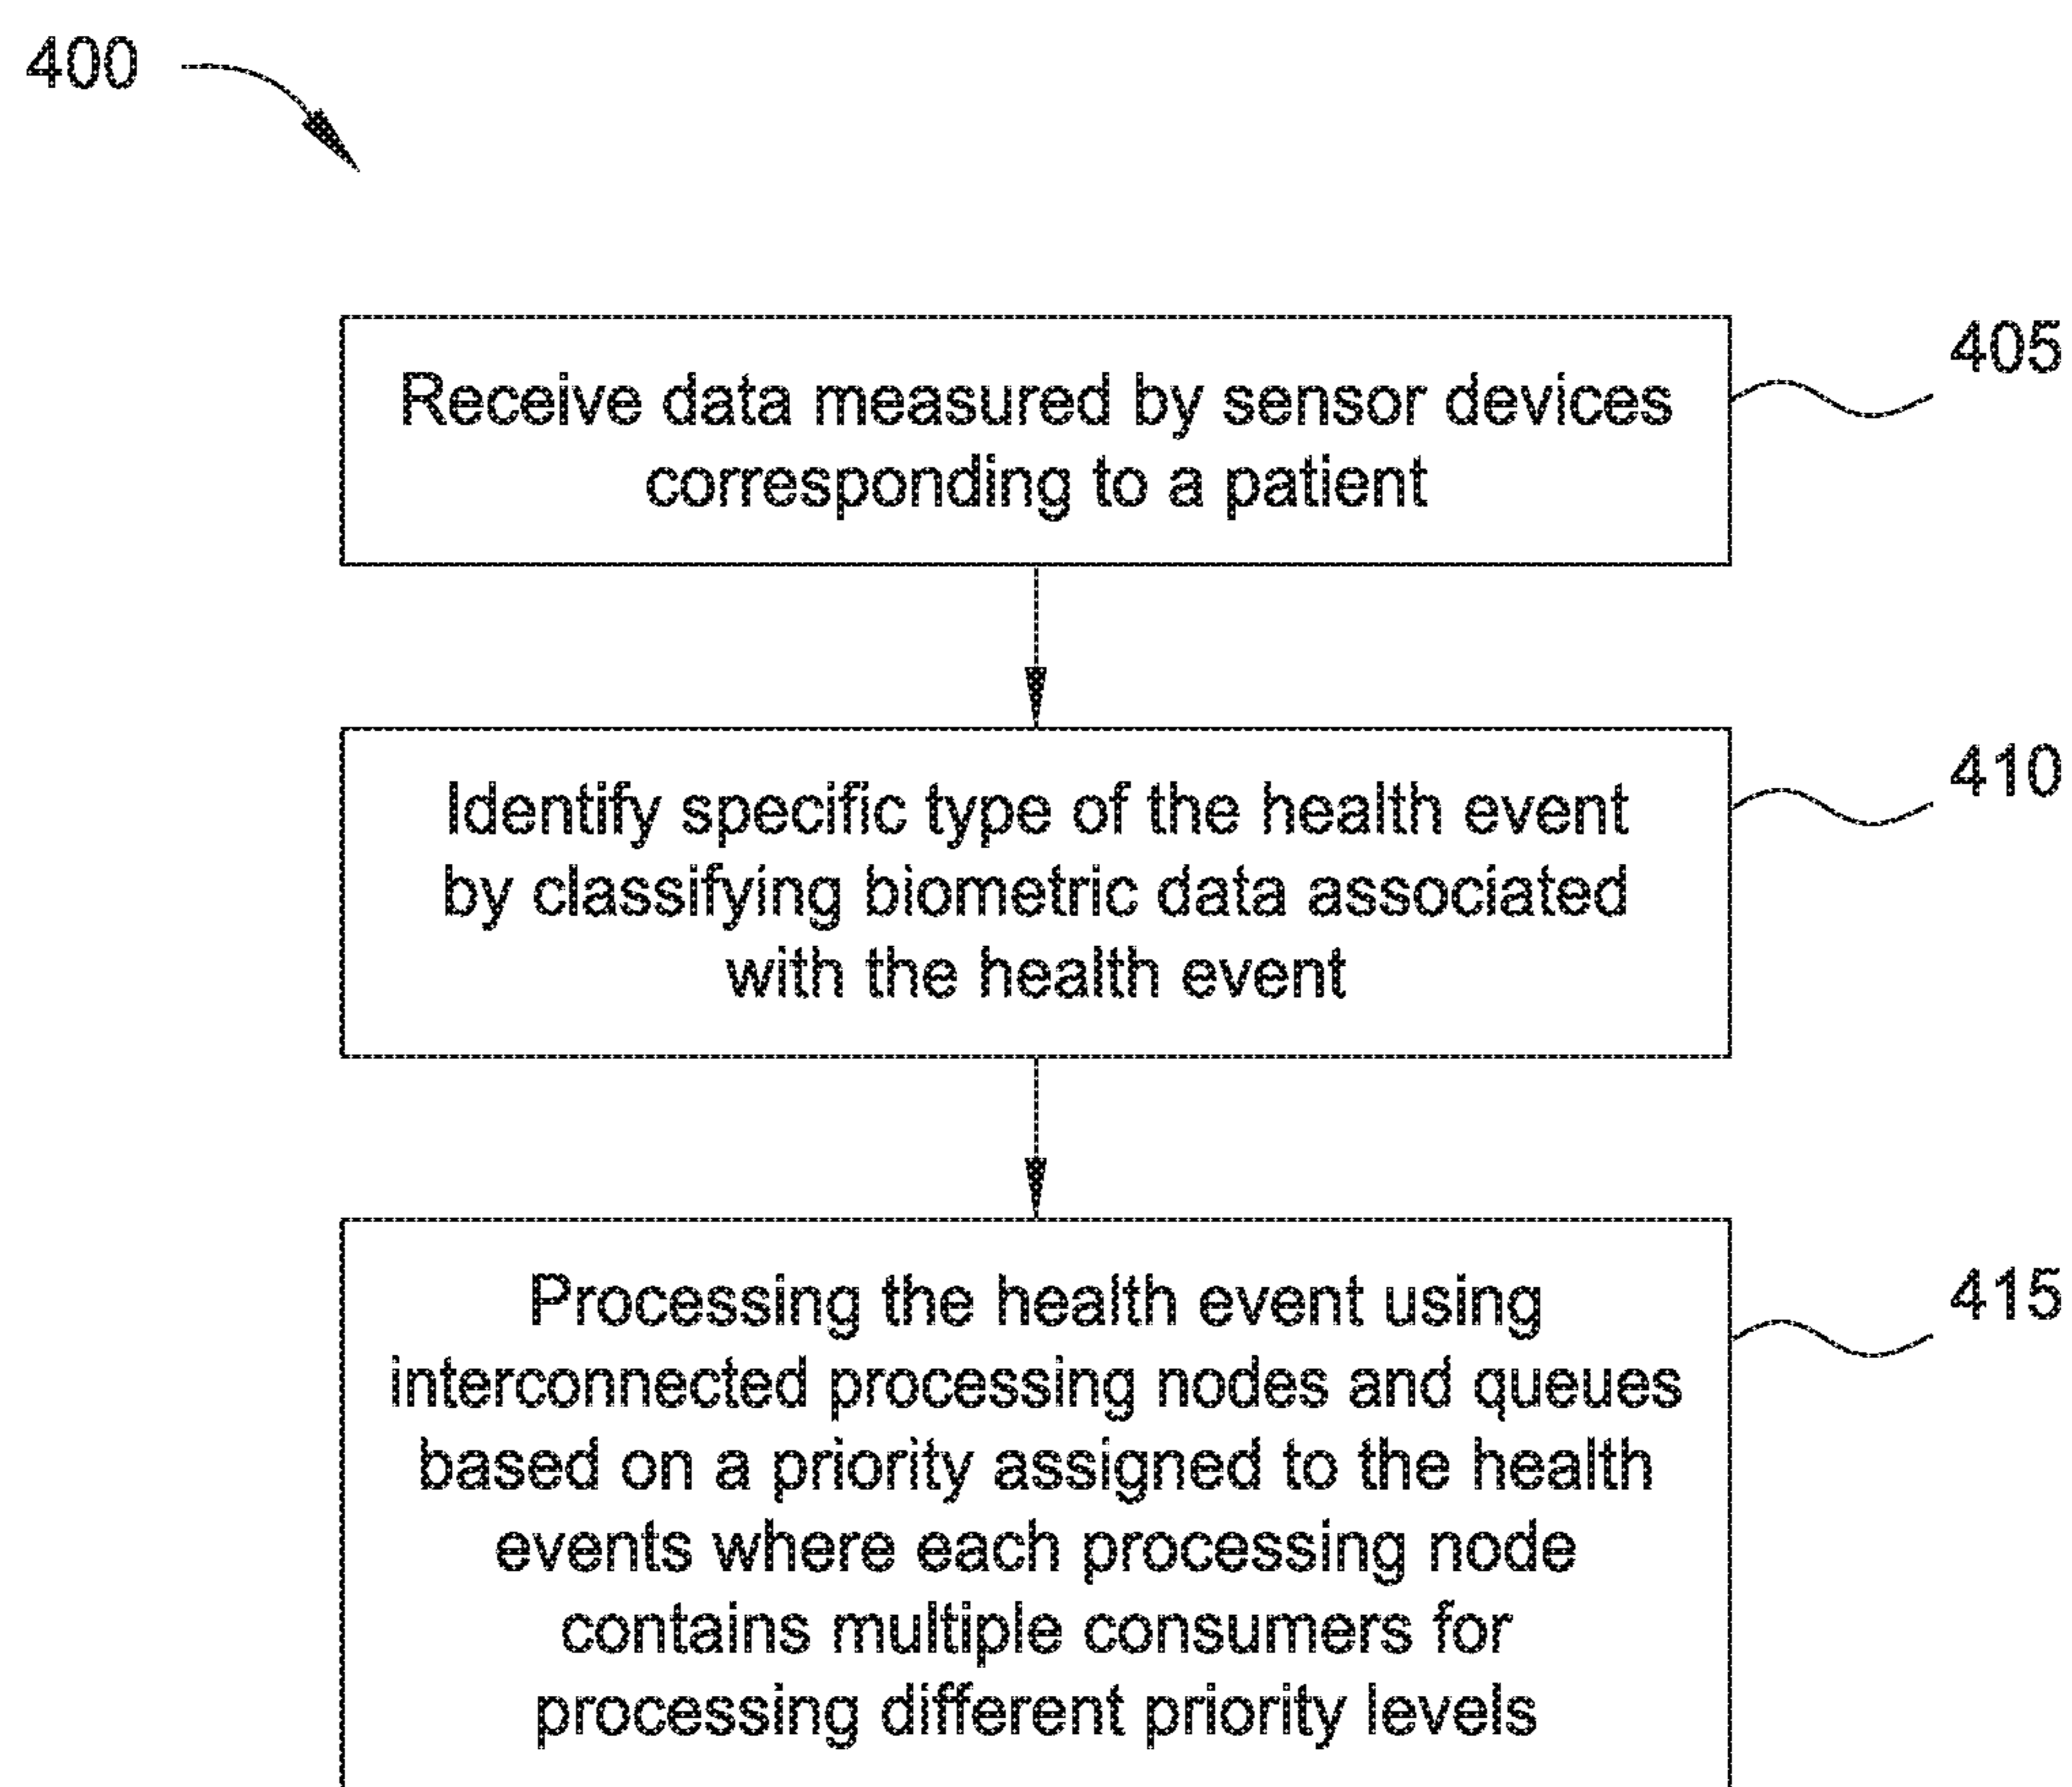 400
Receive data measured by sensor devices
corresponding to a patient
405
Identify specific type of the health event
by classifying biometric data associated
with the health event
410
Processing the health event using
interconnected processing nodes and queues
based on a priority assigned to the health
events where each processing node
contains multiple consumers for
processing different priority levels
415